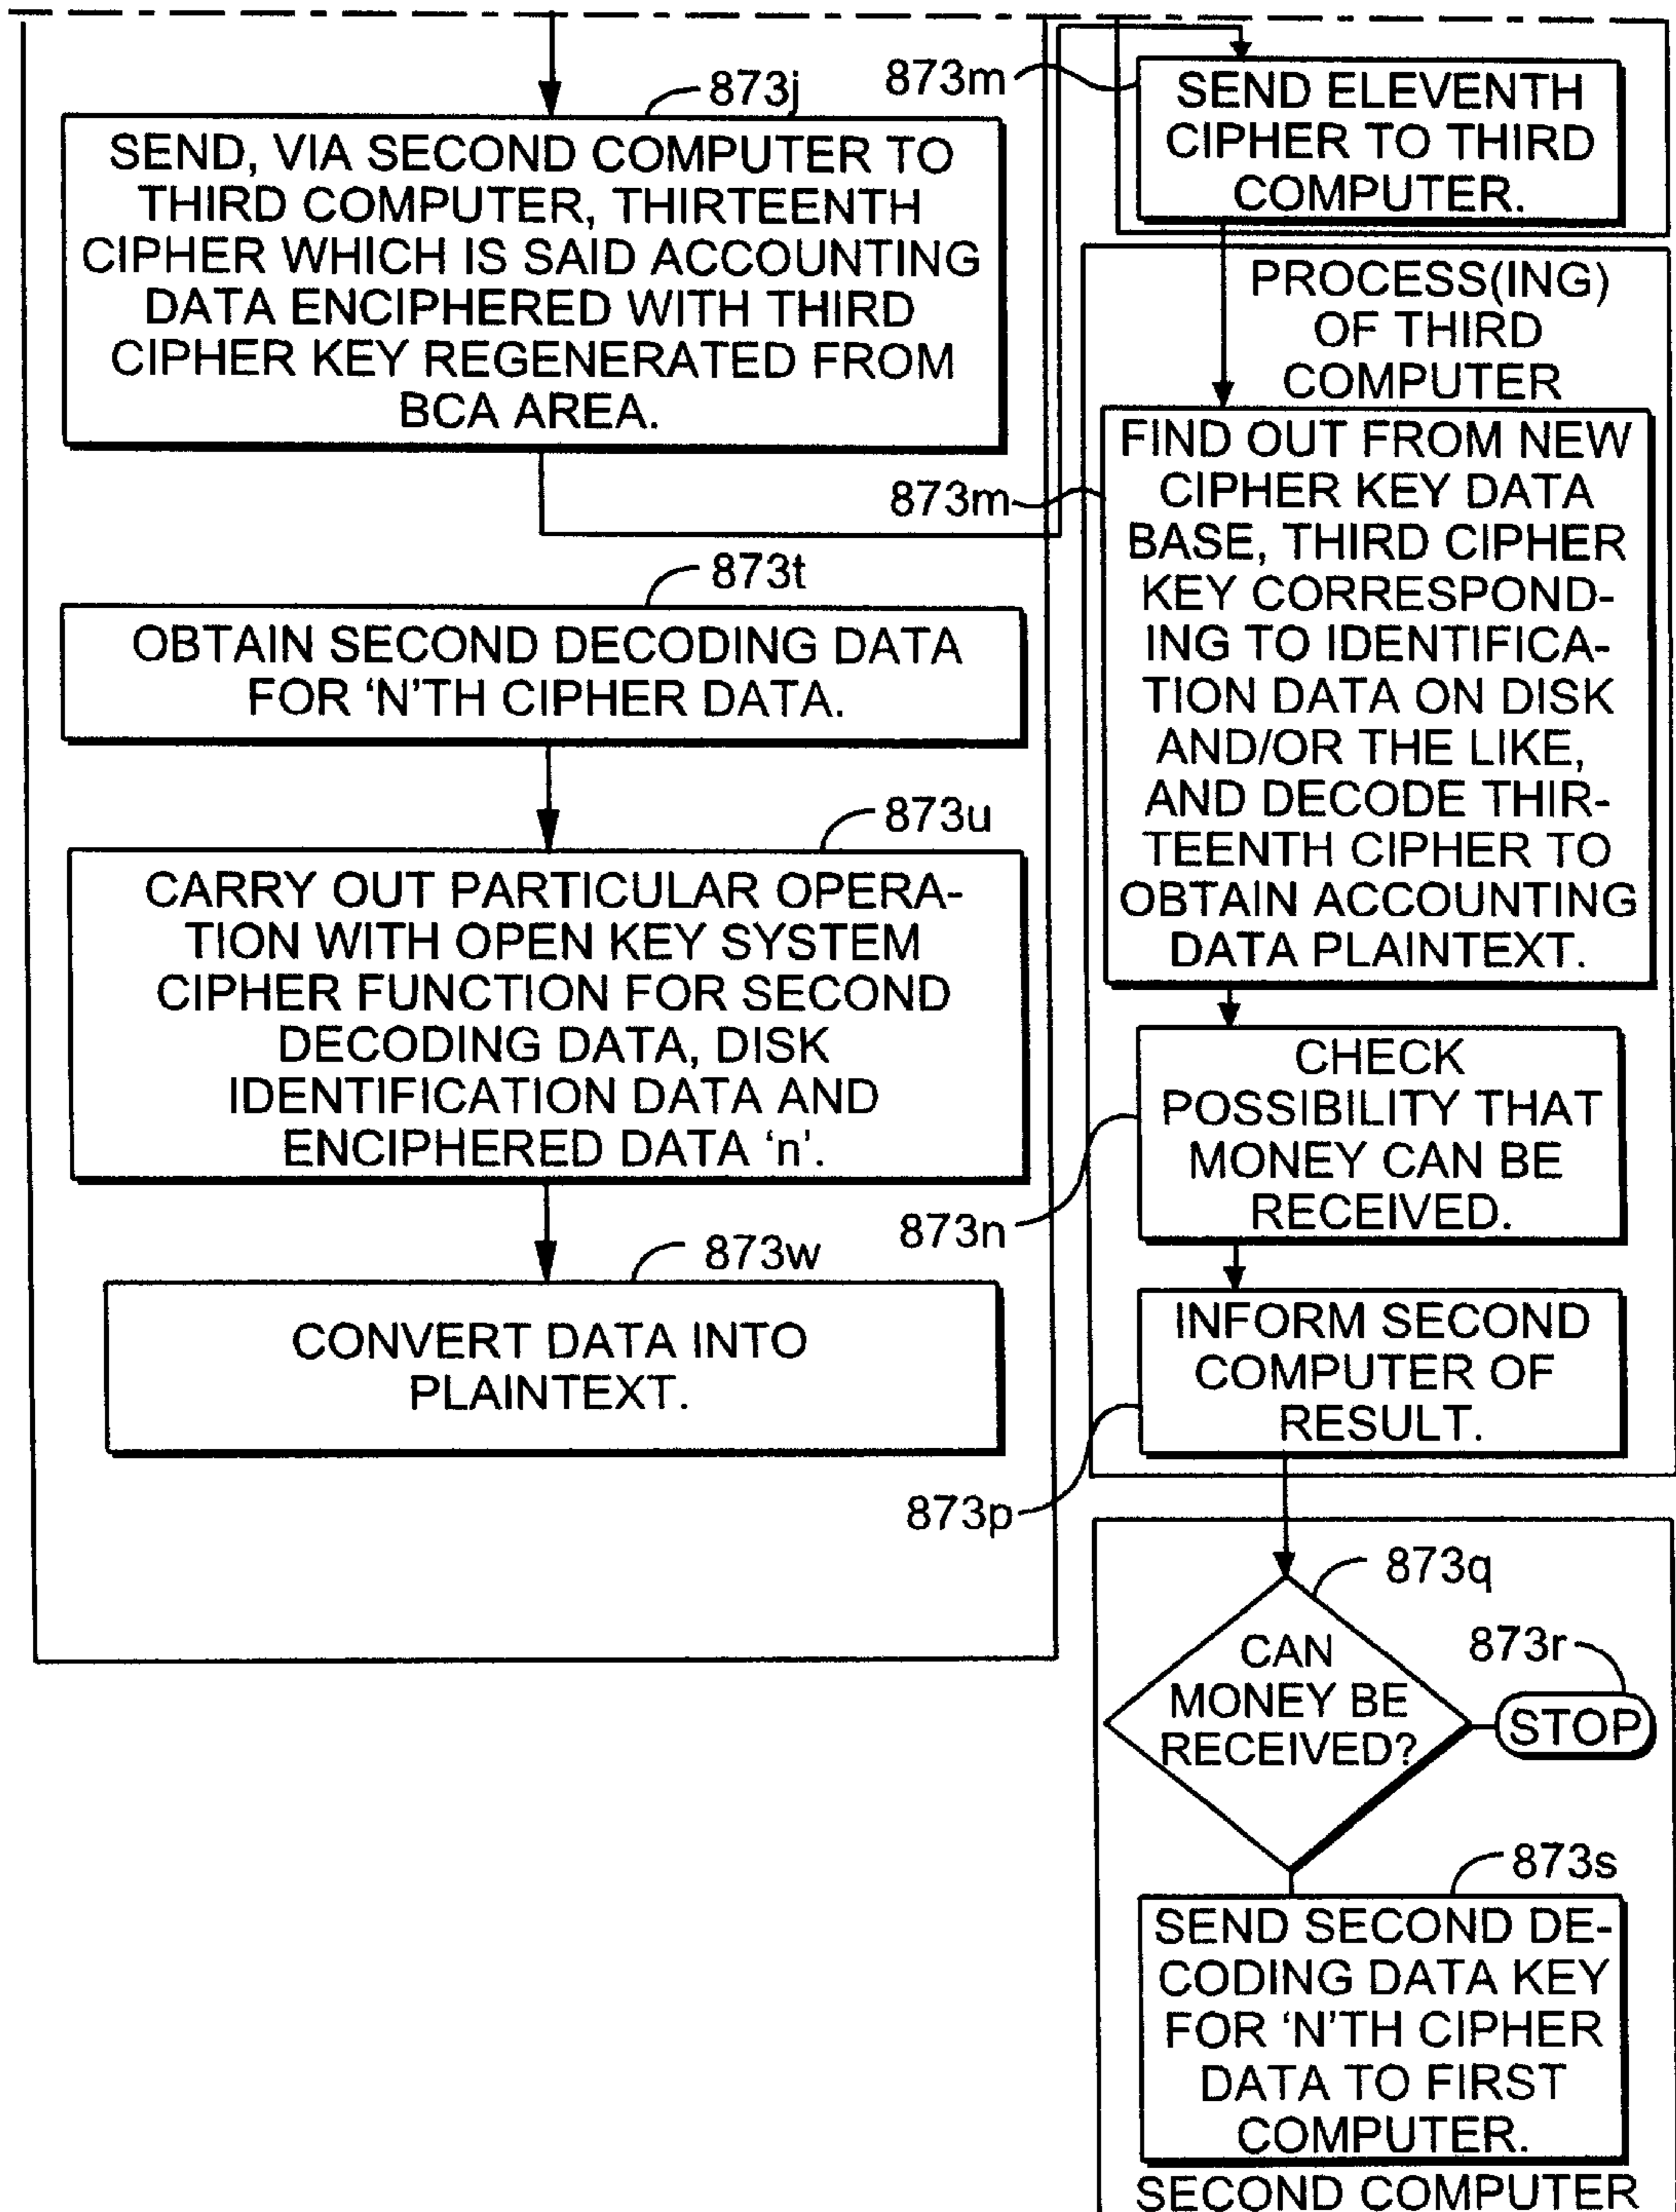 873j
SEND, VIA SECOND COMPUTER TO
THIRD COMPUTER, THIRTEENTH
CIPHER WHICH IS SAID ACCOUNTING
DATA ENCIPHERED WITH THIRD
CIPHER KEY REGENERATED FROM
BCA AREA.
873t
OBTAIN SECOND DECODING DATA
FOR ‘N’TH CIPHER DATA.
873u
CARRY OUT PARTICULAR OPERA-
TION WITH OPEN KEY SYSTEM
CIPHER FUNCTION FOR SECOND
DECODING DATA, DISK
IDENTIFICATION DATA AND
ENCIPHERED DATA ‘n’.
873w
CONVERT DATA INTO
PLAINTEXT.
873m
SEND ELEVENTH
CIPHER TO THIRD
COMPUTER.
PROCESS(ING)
OF THIRD
COMPUTER
873m
FIND OUT FROM NEW
CIPHER KEY DATA
BASE, THIRD CIPHER
KEY CORRESPOND-
ING TO IDENTIFICA-
TION DATA ON DISK
AND/OR THE LIKE,
AND DECODE THIR-
TEENTH CIPHER TO
OBTAIN ACCOUNTING
DATA PLAINTEXT.
873n
CHECK
POSSIBILITY THAT
MONEY CAN BE
RECEIVED.
873p
INFORM SECOND
COMPUTER OF
RESULT.
873q
CAN
MONEY BE
RECEIVED?
873r
STOP
873s
SEND SECOND DE-
CODING DATA KEY
FOR ‘N’TH CIPHER
DATA TO FIRST
COMPUTER.
SECOND COMPUTER